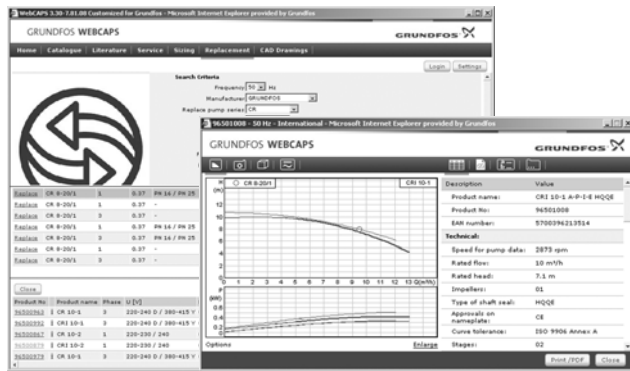 WebCAPS 3.30-7.01.08 Customized for Grundfos - Microsoft Internet Explorer provided by Grundfos
GRUNDFOS WEBCAPS
GRUNDFOS
Home Catalogue Literature Service Sizing Replacement CAD Drawings
Login Settings
Search Criteria
Frequency 50 Hz
Manufacturer GRUNDFOS
Replace pump series CR
Replace CR 8-20/1 1 0.37 PN 16 / PN 25
Replace CR 8-20/1 1 0.37 -
Replace CR 8-20/1 3 0.37 -
Replace CR 8-20/1 3 0.37 PN 16 / PN 25
Replace CR 8-20/1 1 0.37 PN 16 / PN 25
Replace CR 8-20/1 1 0.37 -
Replace CR 8-20/1 3 0.37 -
Close
Product No Product name Phase U [V]
CR 10-1 3 220-240 D / 380-415 Y
CRI 10-1 3 220-240 D / 380-415 Y
CR 10-2 1 220-230 / 240
CRI 10-2 1 220-230 / 240
CR 10-1 3 220-240 D / 380-415 Y
96501008 - 50 Hz - International - Microsoft Internet Explorer provided by Grundfos
GRUNDFOS WEBCAPS
GRUNDFOS
H
(m)
CR 8-20/1
CRI 10-1
12
10
8
6
4
2
0
0 1 2 3 4 5 6 7 8 9 10 11 12 13 Q(m³/h)
P
(kW)
0.6
0.4
0.2
0
Options
Enlarge
Description Value
Product name: CRI 10-1 A-P-I-E HQQE
Product No: 96501008
EAN number: 5700396213514
Technical:
Speed for pump data: 2873 rpm
Rated flow: 10 m³/h
Rated head: 7.1 m
Impellers: 01
Type of shaft seal: HQQE
Approvals on nameplate: CE
Curve tolerance: ISO 9906 Annex A
Stages: 02
Print /PDF Close